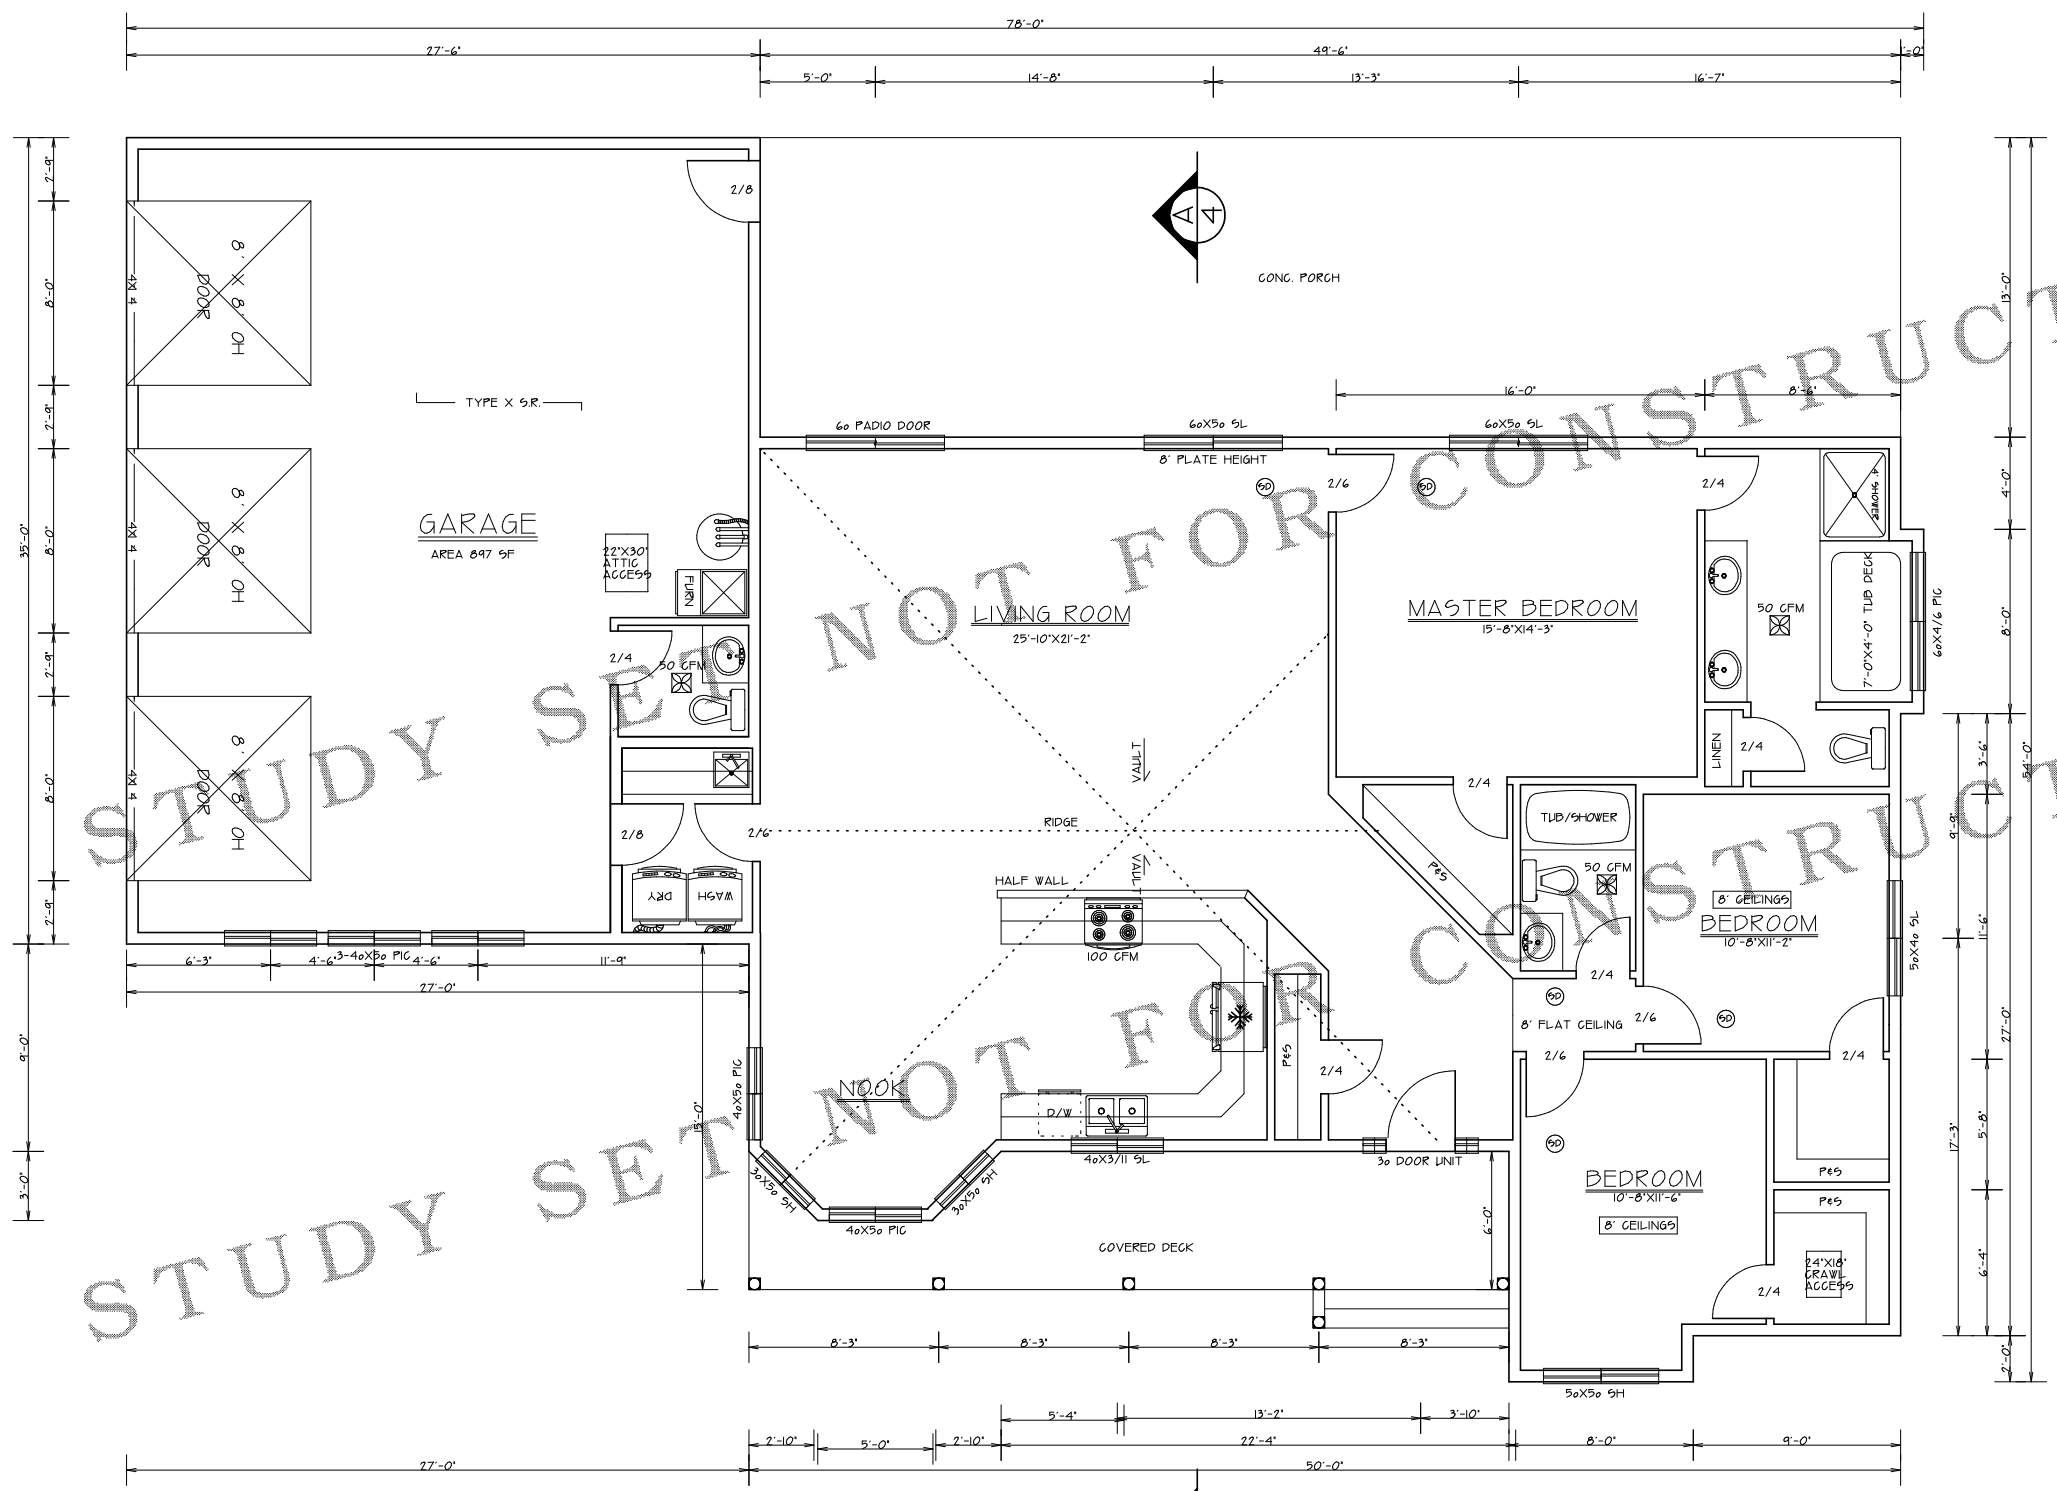 78'-0"
27'-6"
49'-6"
1'-0"
5'-0"
14'-8"
13'-3"
16'-7"
2'-9"
8'-0"
2'-9"
8'-0"
2'-9"
8'-0"
2'-9"
35'-0"
9'-0"
3'-0"
2/8
8' X 8' OH
DOOR
4X 4
8' X 8' OH
DOOR
4X 4
8' X 8' OH
DOOR
4X 4
TYPE X S.R.
GARAGE
AREA 897 SF
22"X30"
ATTIC
ACCESS
FURN
2/4
50 CFM
2/8
2/6
DRY
WASH
A
4
CONC. PORCH
13'-0"
16'-0"
8'-6"
60 PADIO DOOR
60X50 SL
60X50 SL
8' PLATE HEIGHT
SD
2/6
SD
2/4
4' SHOWER
4'-0"
8'-0"
LIVING ROOM
25'-10"X21'-2"
MASTER BEDROOM
15'-8"X14'-3"
50 CFM
7'-0"X4'-0" TUB DECK
60X4/6 PIC
LINEN
2/4
VAULT
RIDGE
VAULT
2/4
P&S
TUB/SHOWER
50 CFM
2/4
8' CEILINGS
BEDROOM
10'-8"X11'-2"
50X40 SL
3'-6"
54'-0"
9'-9"
11'-6"
27'-0"
HALF WALL
100 CFM
SD
8' FLAT CEILING
2/6
SD
2/6
2/4
P&S
2/4
NOOK
D/W
40X50 PIC
3-40X50 PIC
6'-3"
4'-6"
4'-6"
11'-9"
27'-0"
15'-0"
30X50 SH
40X50 PIC
30X50 SH
40X3/11 SL
30 DOOR UNIT
SD
BEDROOM
10'-8"X11'-6"
8' CEILINGS
P&S
P&S
24"X18"
CRAWL
ACCESS
2/4
5'-8"
17'-3"
6'-4"
2'-0"
6'-0"
COVERED DECK
8'-3"
8'-3"
8'-3"
8'-3"
50X50 SH
5'-4"
13'-2"
3'-10"
2'-10"
5'-0"
2'-10"
22'-4"
8'-0"
9'-0"
27'-0"
50'-0"
STUDY SET NOT FOR CONSTRUCT
STUDY SET NOT FOR CONSTRUCT